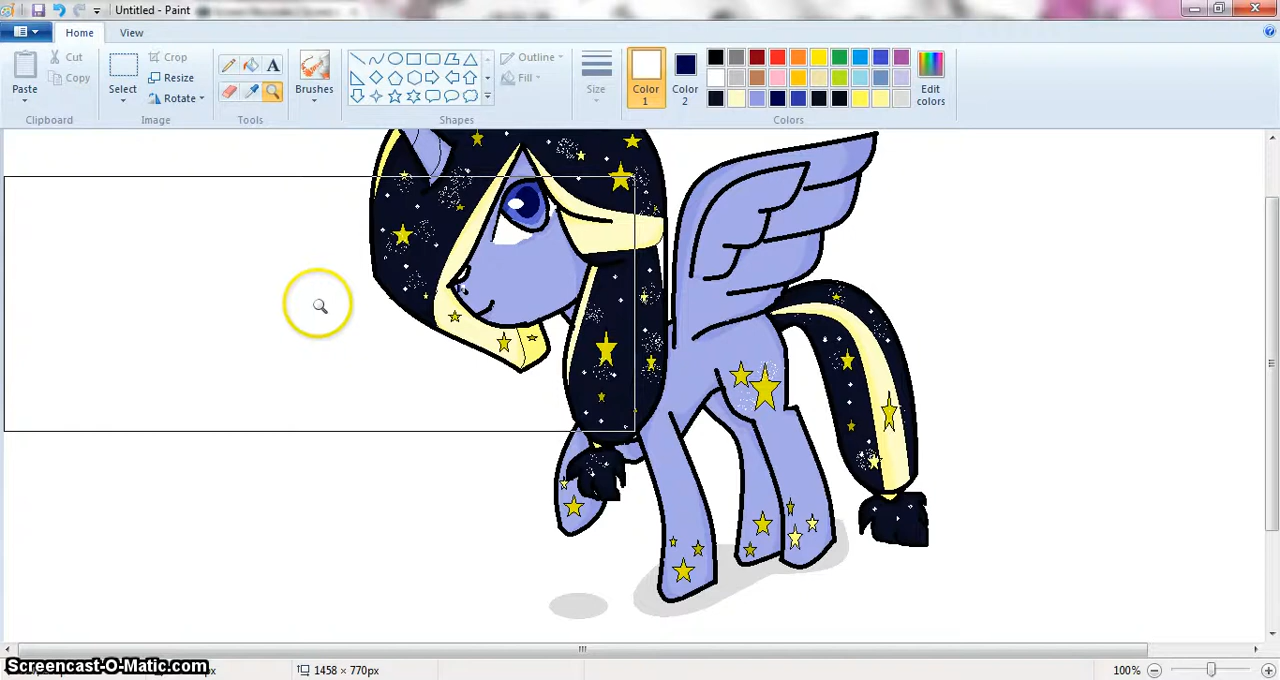 Untitled - Paint
Home View
Paste
Cut
Copy
Clipboard
Select
Crop
Resize
Rotate
Image
A
Tools
Brushes
Outline
Fill
Shapes
Size
Color 1
Color 2
Edit colors
Colors
Screencast-O-Matic.com
1458 × 770px
100%